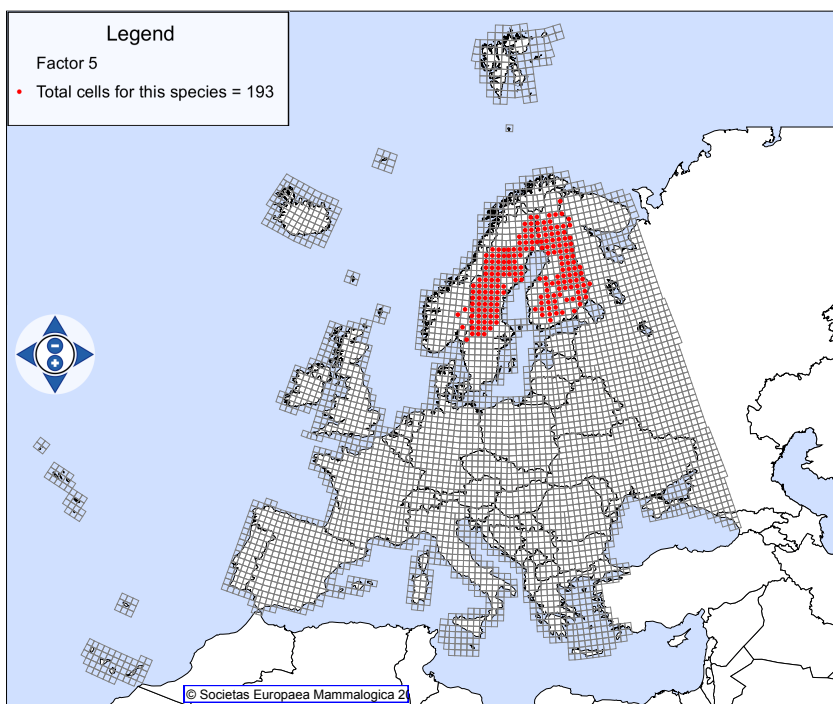 Legend
Factor 5
Total cells for this species = 193
© Societas Europaea Mammalogica